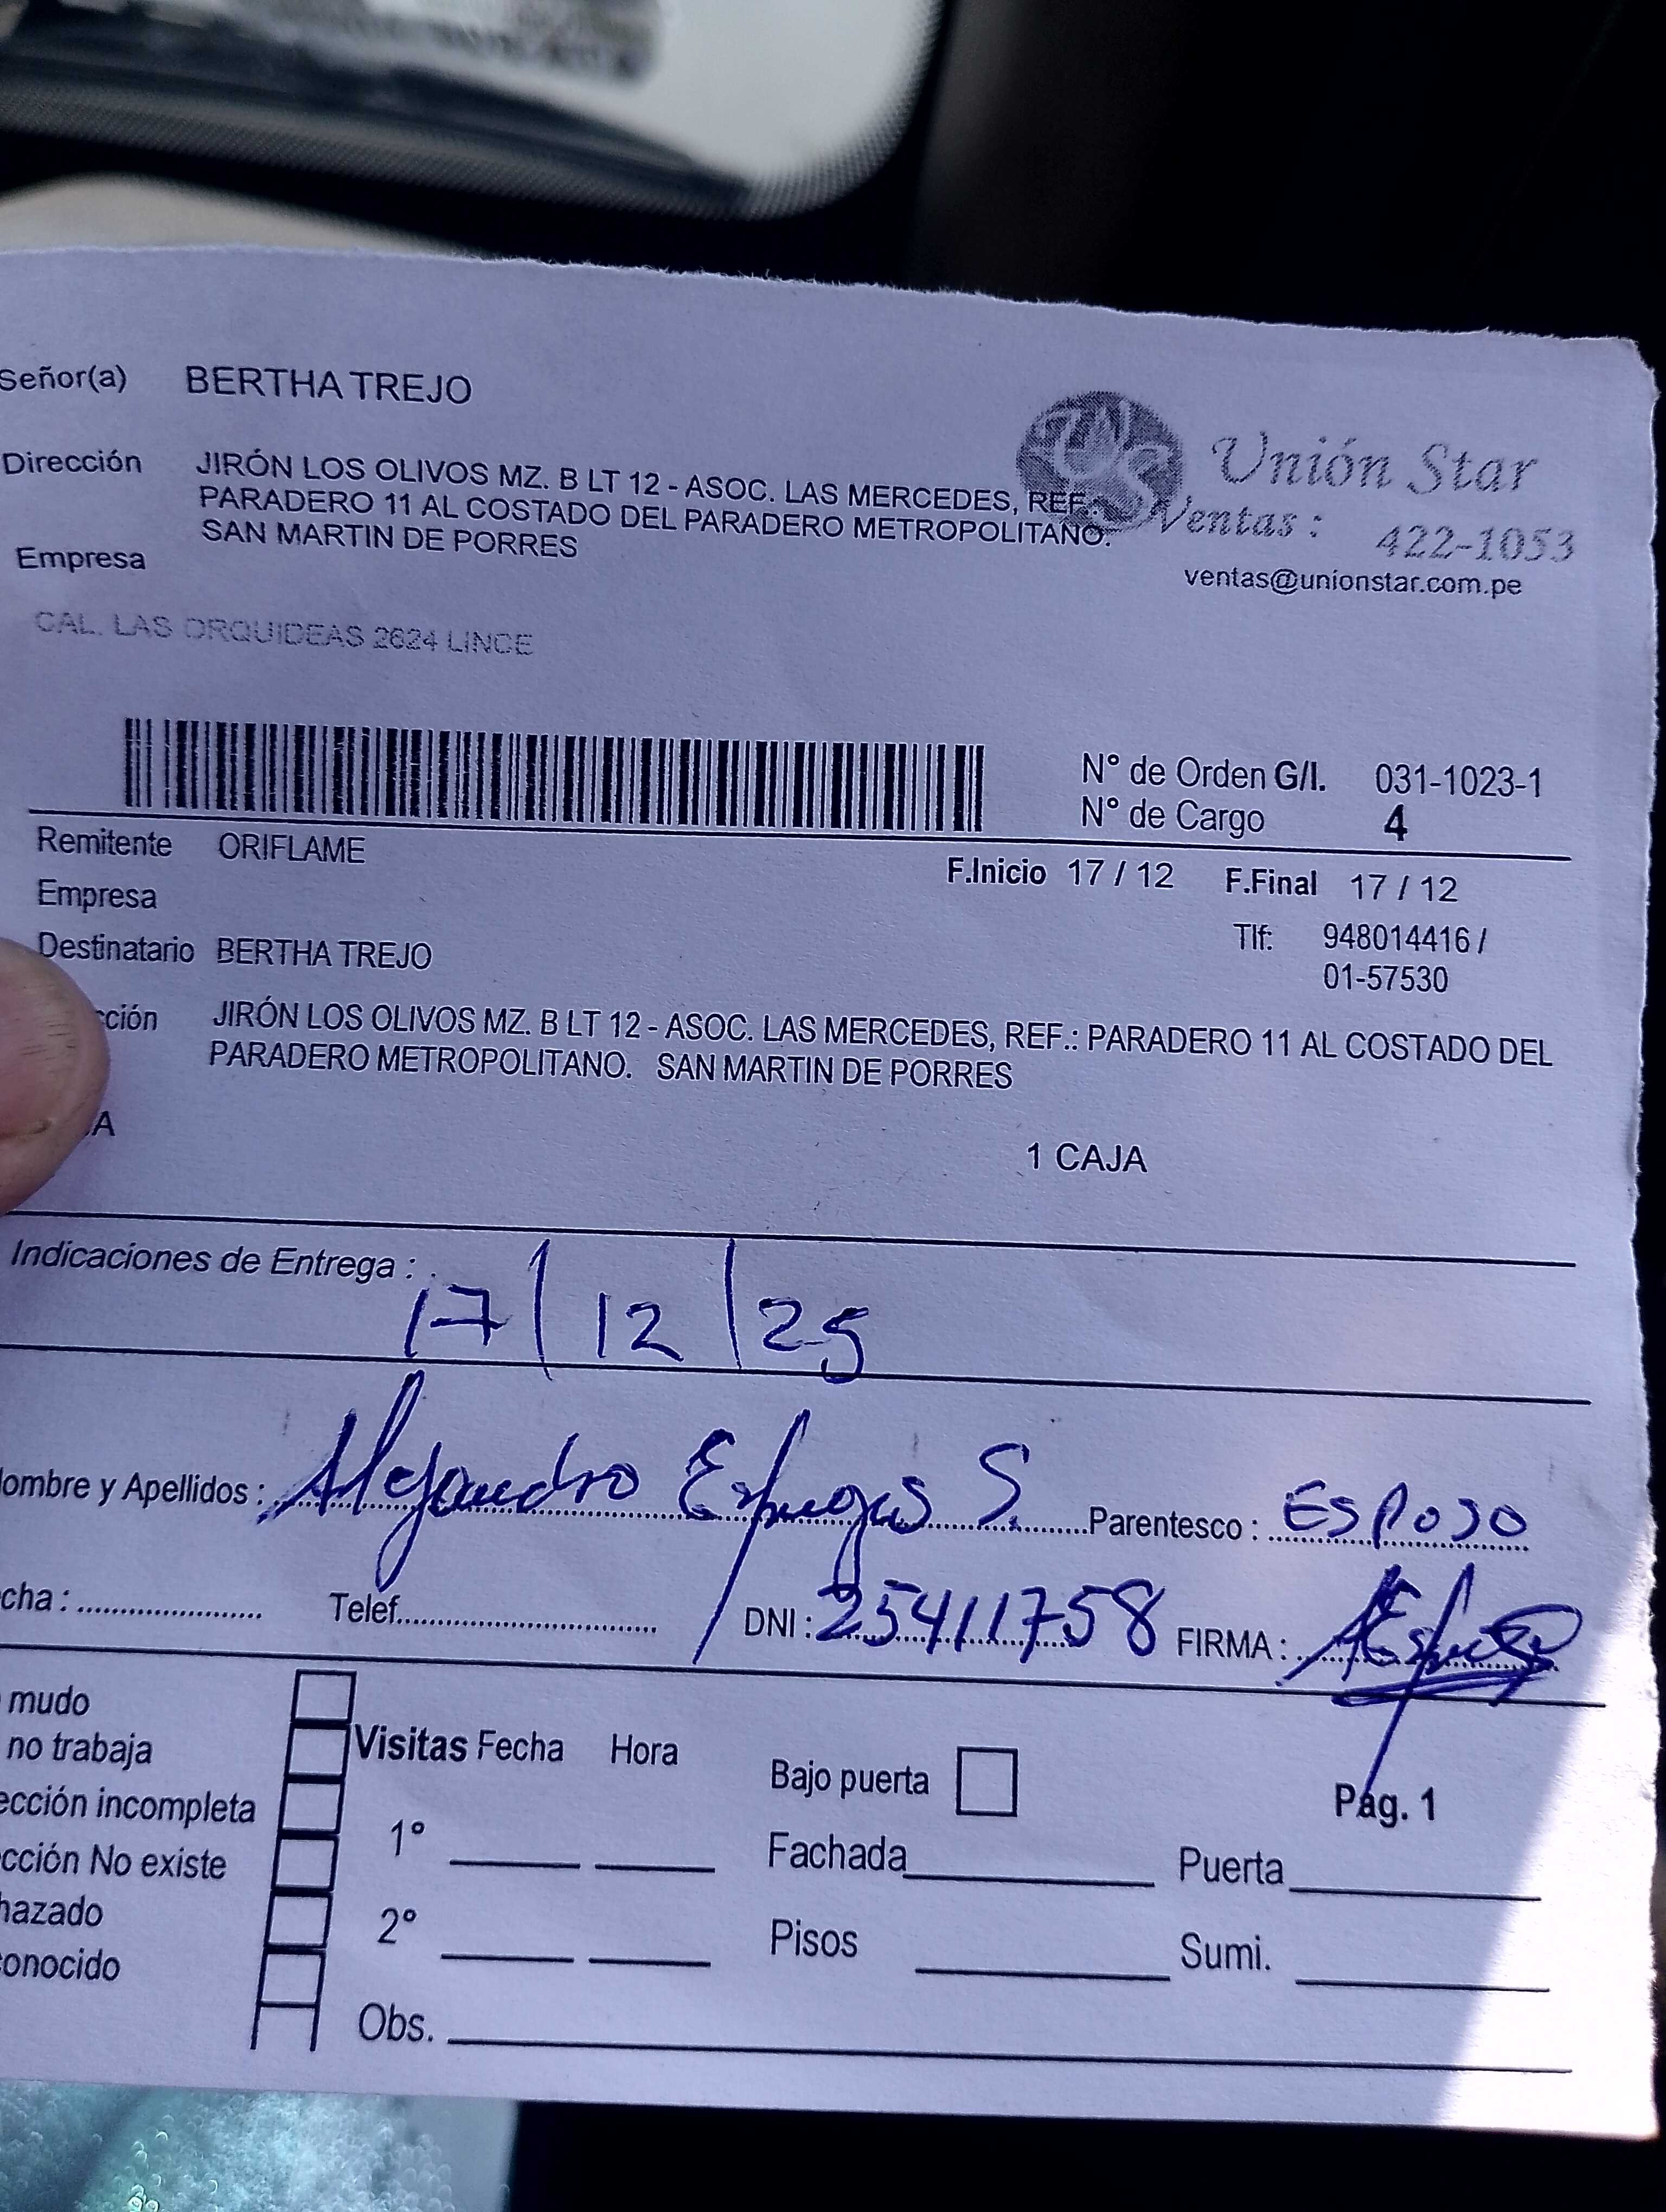 Señor(a) BERTHA TREJO
Dirección JIRÓN LOS OLIVOS MZ. B LT 12 - ASOC. LAS MERCEDES, REF.:
PARADERO 11 AL COSTADO DEL PARADERO METROPOLITANO.
SAN MARTIN DE PORRES
Empresa
US Unión Star
Ventas : 422-1053
ventas@unionstar.com.pe
CAL. LAS ORQUIDEAS 2624 LINCE
N° de Orden G/I. 031-1023-1
N° de Cargo 4
Remitente ORIFLAME
F.Inicio 17 / 12 F.Final 17 / 12
Empresa
Tlf: 948014416 /
01-57530
Destinatario BERTHA TREJO
cción JIRÓN LOS OLIVOS MZ. B LT 12 - ASOC. LAS MERCEDES, REF.: PARADERO 11 AL COSTADO DEL
PARADERO METROPOLITANO. SAN MARTIN DE PORRES
A
1 CAJA
Indicaciones de Entrega :
17/12/25
ombre y Apellidos : Alejandro S. Parentesco : ESPOSO
cha : Telef. DNI : 25411758 FIRMA :
mudo
no trabaja
Visitas Fecha Hora
Bajo puerta
Pág. 1
ección incompleta
1°
Fachada Puerta
cción No existe
hazado
2°
Pisos Sumi.
onocido
Obs.